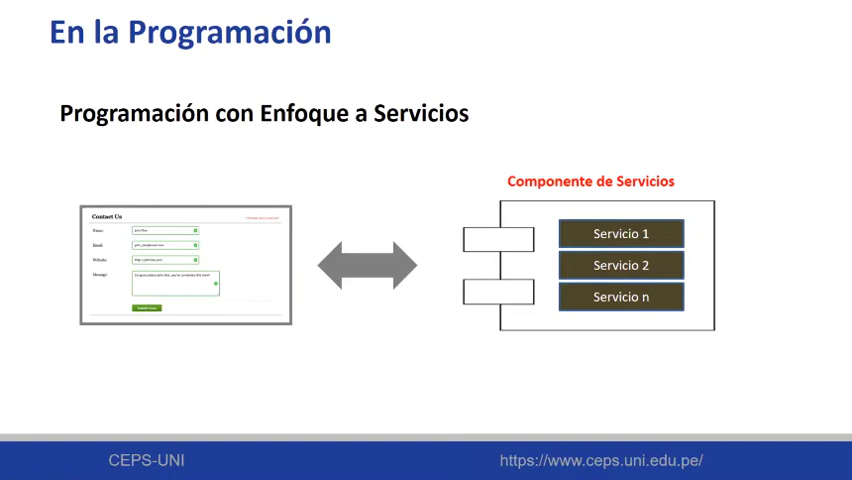 En la Programación
Programación con Enfoque a Servicios
Componente de Servicios
Contact Us
Name:
Email:
Website:
Message:
Servicio 1
Servicio 2
Servicio n
CEPS-UNI
https://www.ceps.uni.edu.pe/